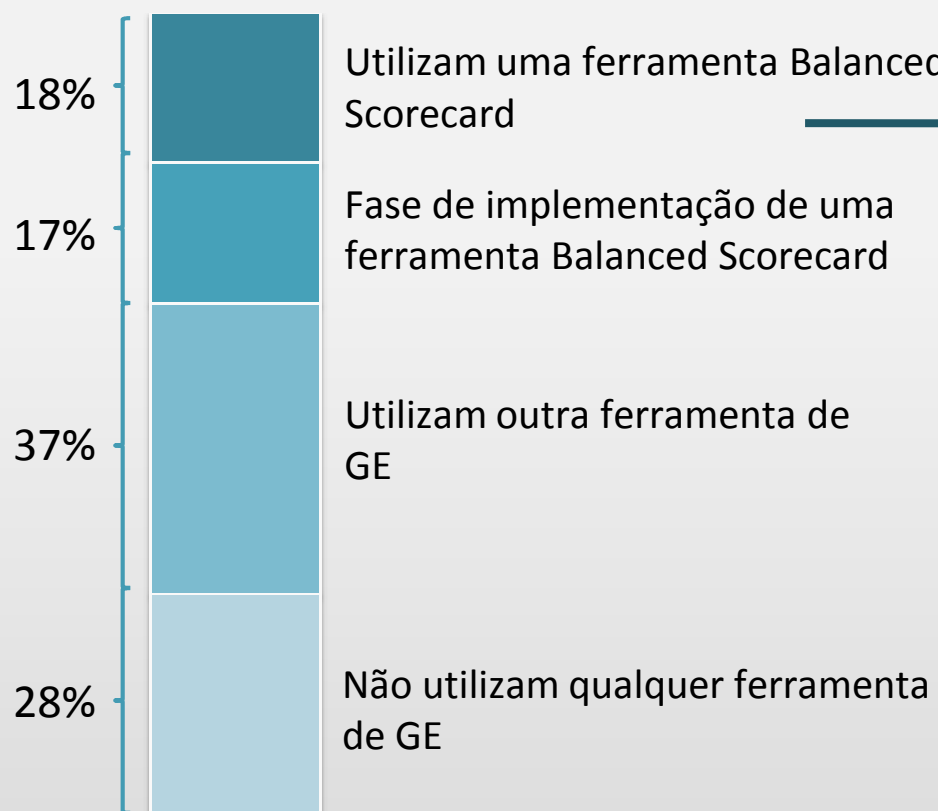 18%
Utilizam uma ferramenta Balanced
Scorecard
17%
Fase de implementação de uma
ferramenta Balanced Scorecard
37%
Utilizam outra ferramenta de
GE
28%
Não utilizam qualquer ferramenta
de GE